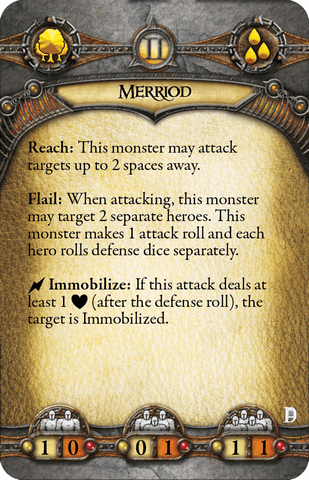 II
MERRIOD
Reach: This monster may attack
targets up to 2 spaces away.
Flail: When attacking, this monster
may target 2 separate heroes. This
monster makes 1 attack roll and each
hero rolls defense dice separately.
Immobilize: If this attack deals at
least 1 (after the defense roll), the
target is Immobilized.
D
1 0 0 1 1 1